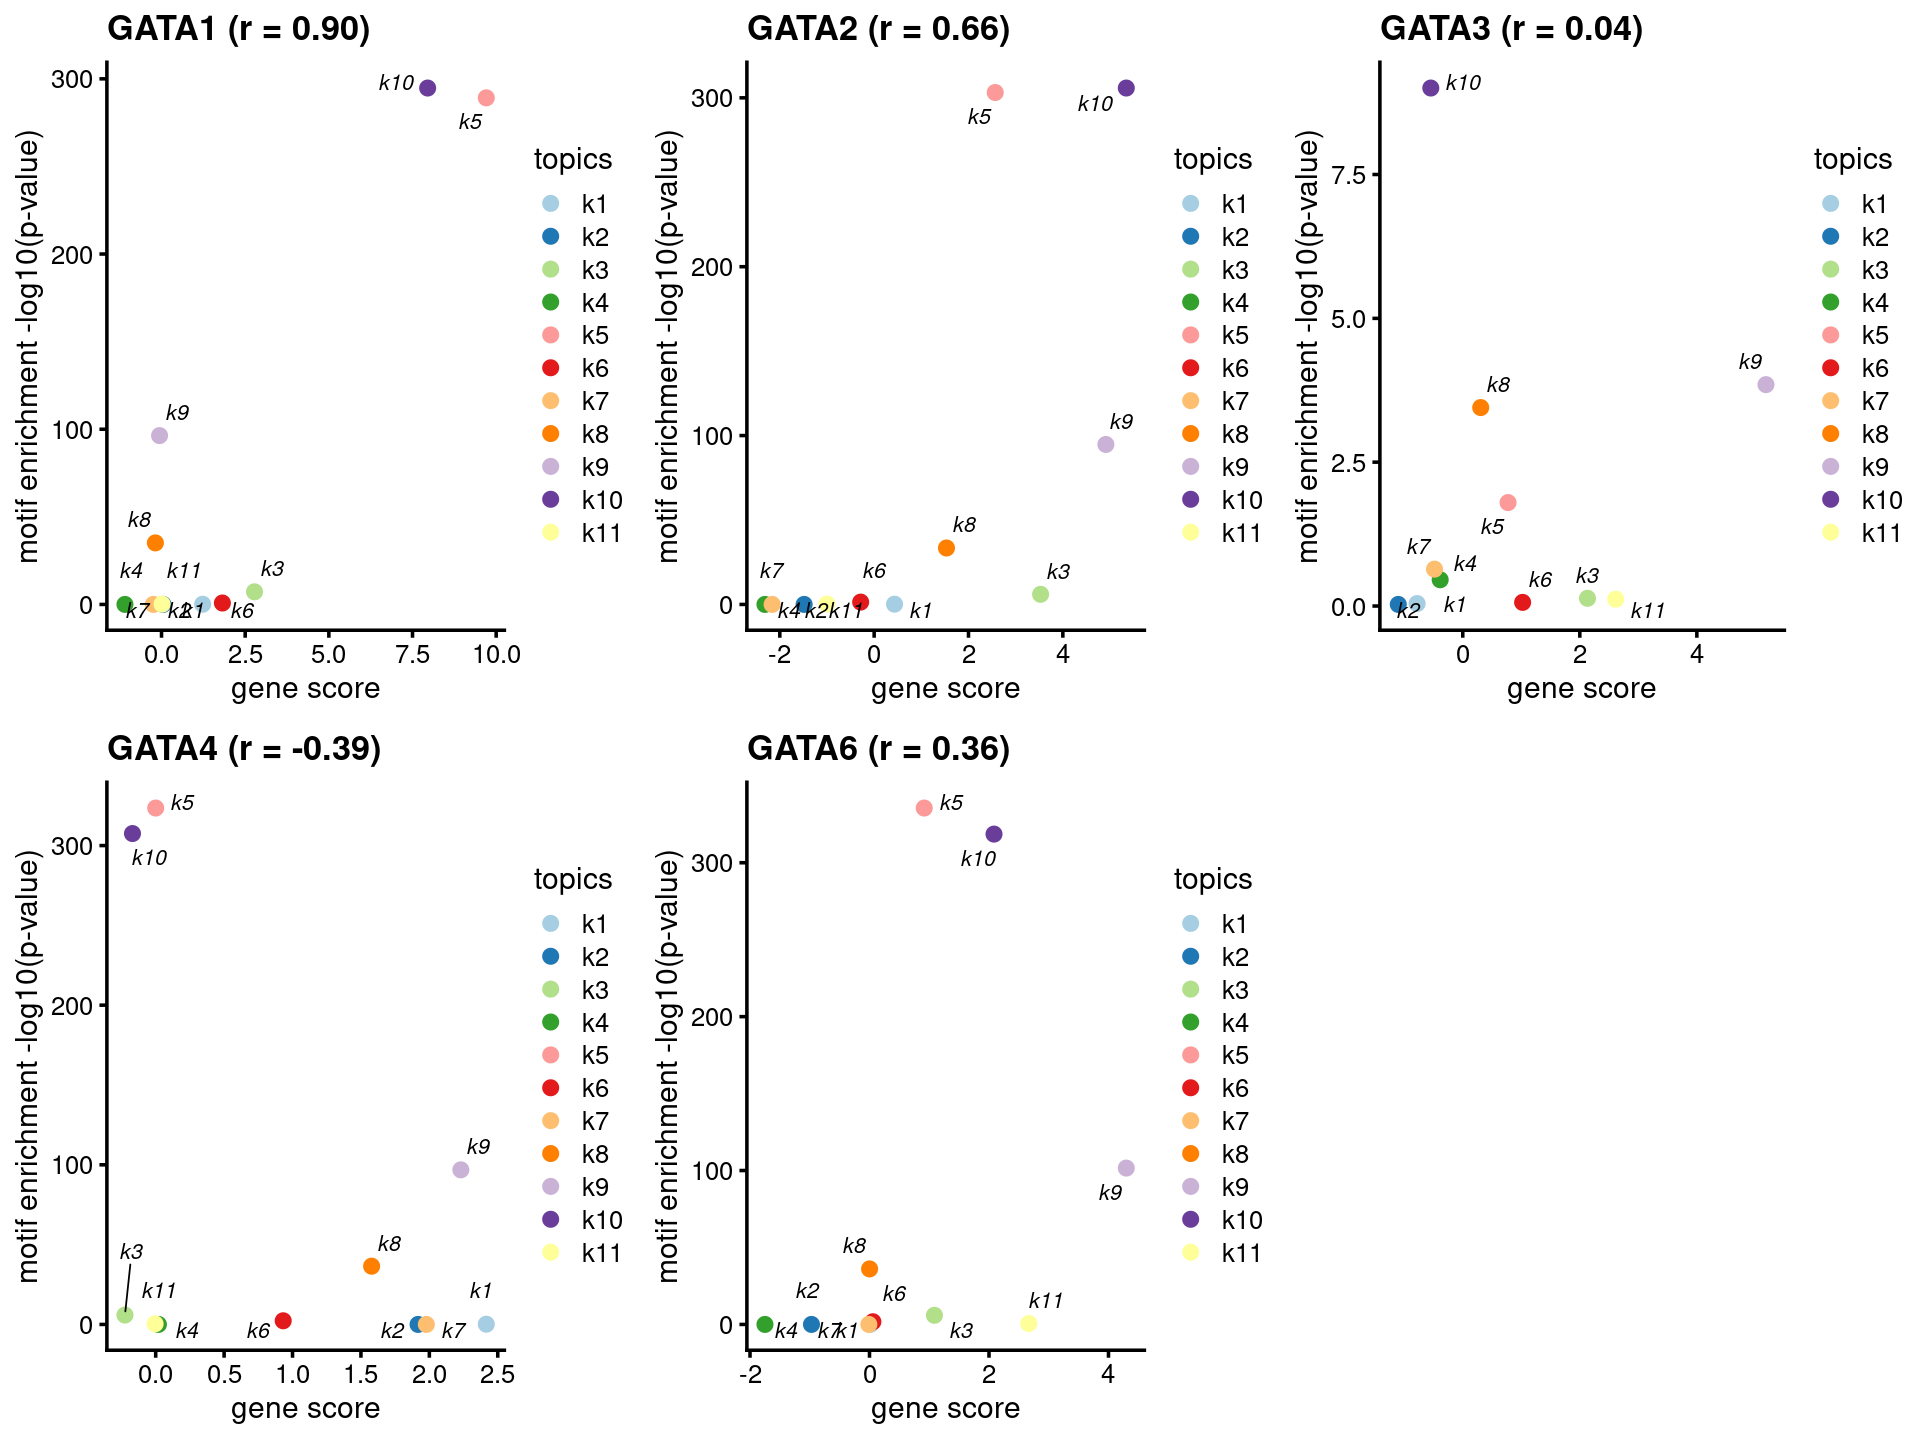 GATA1 (r = 0.90)
motif enrichment -log10(p-value)
300
200
100
0
k10
k5
k9
k8
k4
k11
k3
k7
k2
k1
k6
0.0
2.5
5.0
7.5
10.0
gene score
topics
k1
k2
k3
k4
k5
k6
k7
k8
k9
k10
k11
GATA2 (r = 0.66)
motif enrichment -log10(p-value)
300
200
100
0
k5
k10
k9
k8
k7
k6
k3
k4
k2
k11
k1
-2
0
2
4
gene score
topics
k1
k2
k3
k4
k5
k6
k7
k8
k9
k10
k11
GATA3 (r = 0.04)
motif enrichment -log10(p-value)
7.5
5.0
2.5
0.0
k10
k9
k8
k5
k7
k4
k6
k3
k2
k1
k11
0
2
4
gene score
topics
k1
k2
k3
k4
k5
k6
k7
k8
k9
k10
k11
GATA4 (r = -0.39)
motif enrichment -log10(p-value)
300
200
100
0
k5
k10
k9
k8
k3
k11
k1
k4
k6
k2
k7
0.0
0.5
1.0
1.5
2.0
2.5
gene score
topics
k1
k2
k3
k4
k5
k6
k7
k8
k9
k10
k11
GATA6 (r = 0.36)
motif enrichment -log10(p-value)
300
200
100
0
k5
k10
k9
k8
k2
k6
k11
k4
k7
k1
k3
-2
0
2
4
gene score
topics
k1
k2
k3
k4
k5
k6
k7
k8
k9
k10
k11